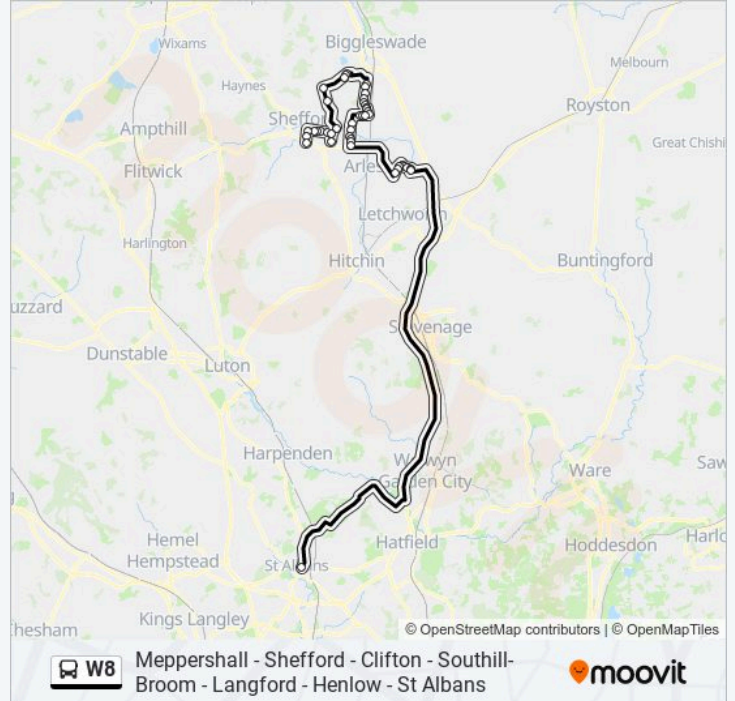 Biggleswade
Wixams
Melbourn
Haynes
Royston
Sheffo
Ampthill
Great Chishi
Arles
Flitwick
Letchworth
Harlington
Hitchin
Buntingford
uzzard
Stevenage
Dunstable
Luton
Harpenden
Welwyn
Garden City
Ware
Saw
Hemel
Hempstead
Hatfield
Hoddesdon
Harlo
St Albans
Kings Langley
Chesham
© OpenStreetMap contributors | © OpenMapTiles
W8
Meppershall - Shefford - Clifton - Southill-
Broom - Langford - Henlow - St Albans
moovit